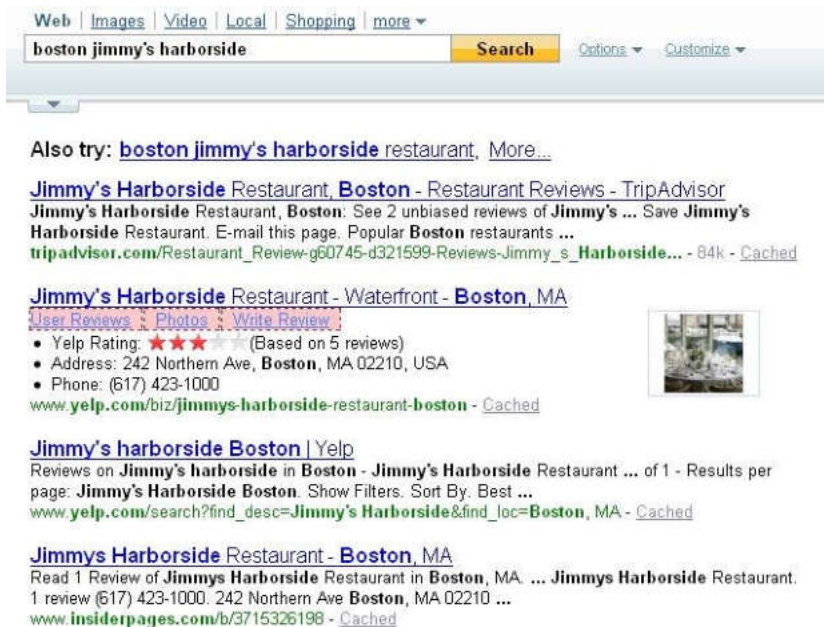 Web | Images | Video | Local | Shopping | more
boston jimmy's harborside Search Options Customize
Also try: boston jimmy's harborside restaurant, More...
Jimmy's Harborside Restaurant, Boston - Restaurant Reviews - TripAdvisor
Jimmy's Harborside Restaurant, Boston: See 2 unbiased reviews of Jimmy's ... Save Jimmy's
Harborside Restaurant. E-mail this page. Popular Boston restaurants ...
tripadvisor.com/Restaurant_Review-g60745-d321599-Reviews-Jimmy_s_Harborside... - 84k - Cached
Jimmy's Harborside Restaurant - Waterfront - Boston, MA
User Reviews Photos Write Review
• Yelp Rating: (Based on 5 reviews)
• Address: 242 Northern Ave, Boston, MA 02210, USA
• Phone: (617) 423-1000
www.yelp.com/biz/jimmys-harborside-restaurant-boston - Cached
Jimmy's harborside Boston | Yelp
Reviews on Jimmy's harborside in Boston - Jimmy's Harborside Restaurant ... of 1 - Results per
page: Jimmy's Harborside Boston. Show Filters. Sort By. Best ...
www.yelp.com/search?find_desc=Jimmy's Harborside&find_loc=Boston, MA - Cached
Jimmys Harborside Restaurant - Boston, MA
Read 1 Review of Jimmys Harborside Restaurant in Boston, MA. ... Jimmys Harborside Restaurant.
1 review (617) 423-1000. 242 Northern Ave Boston, MA 02210 ...
www.insiderpages.com/b/3715326198 - Cached